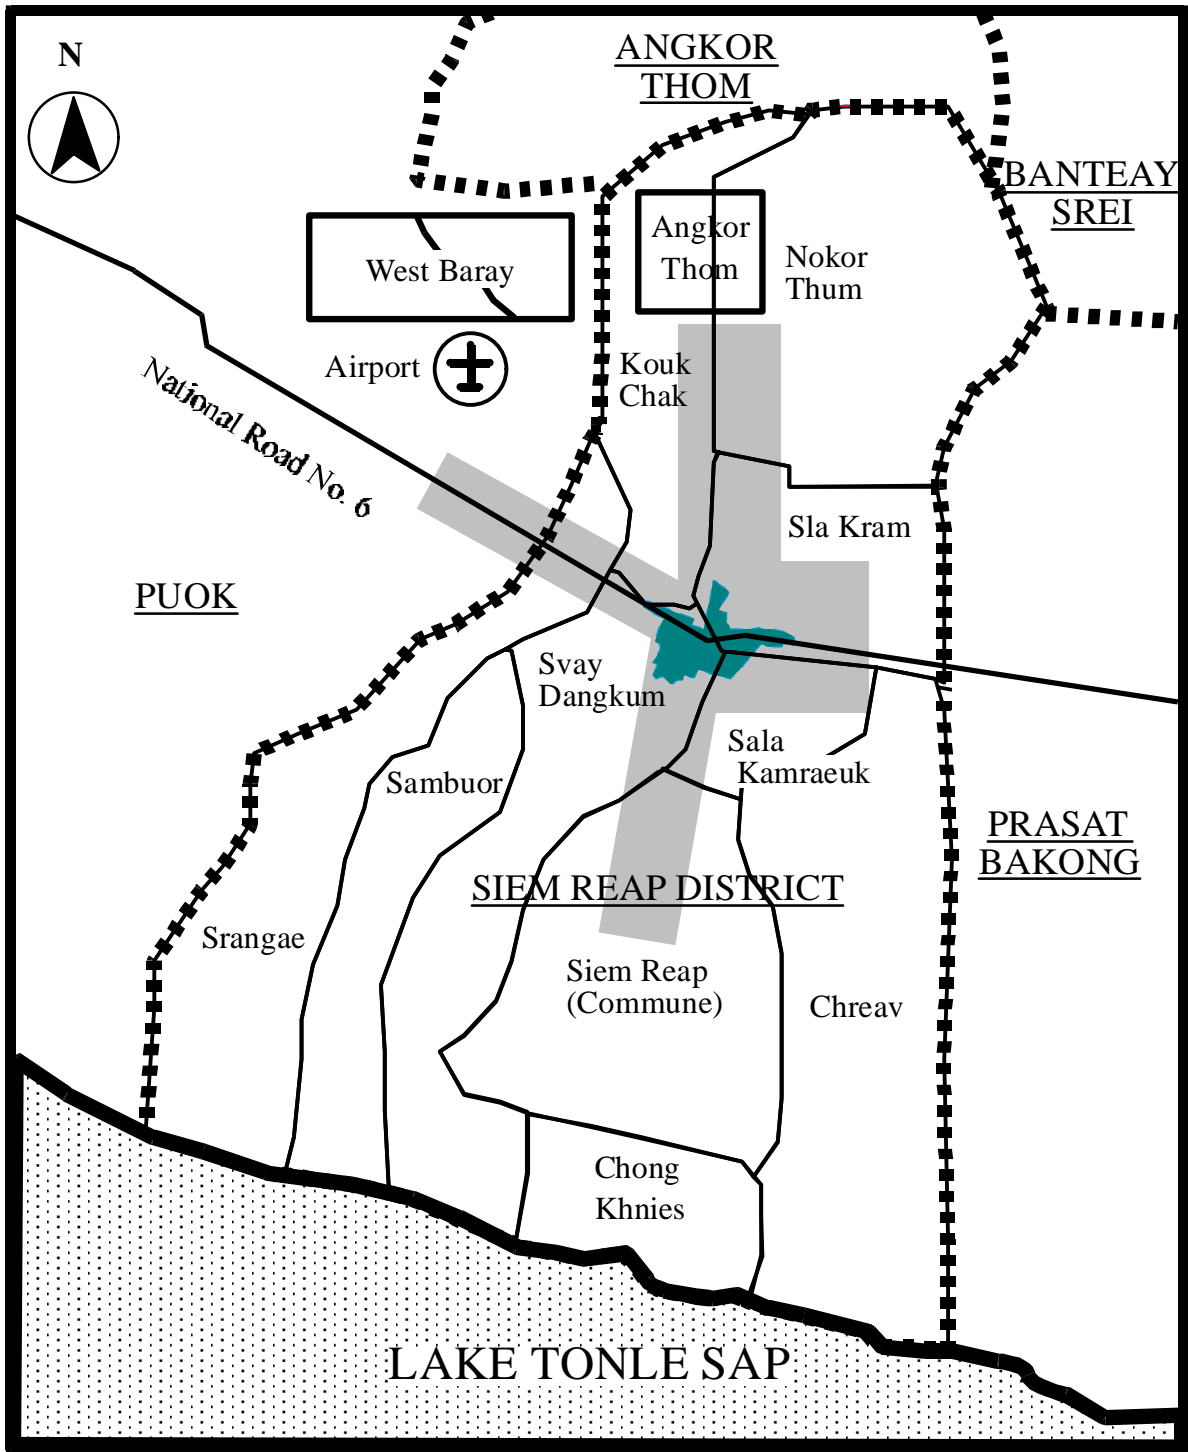 N
ANGKOR
THOM
BANTEAY
SREI
Angkor
Thom
Nokor
Thum
West Baray
Airport
Kouk
Chak
National Road No. 6
Sla Kram
PUOK
Svay
Dangkum
Sala
Kamraeuk
Sambuor
PRASAT
BAKONG
SIEM REAP DISTRICT
Srangae
Siem Reap
(Commune)
Chreav
Chong
Khnies
LAKE TONLE SAP